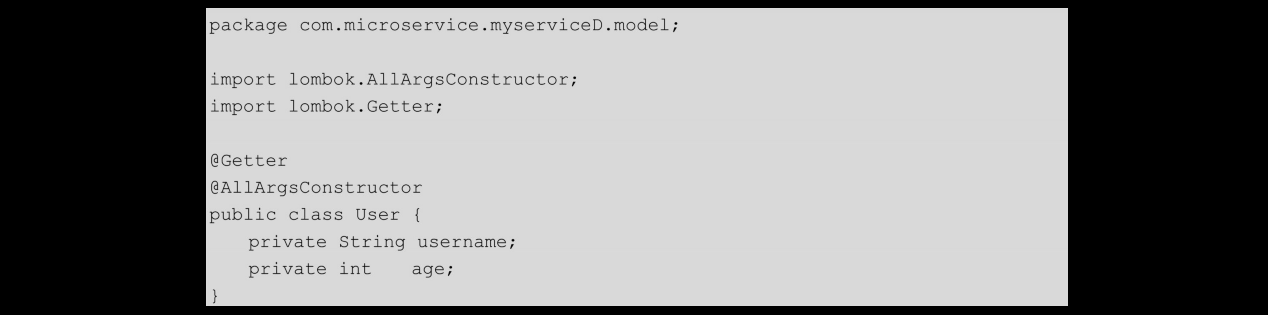 package com.microservice.myserviceD.model;
import lombok.AllArgsConstructor;
import lombok.Getter;
@Getter
@AllArgsConstructor
public class User {
private String username;
private int    age;
}